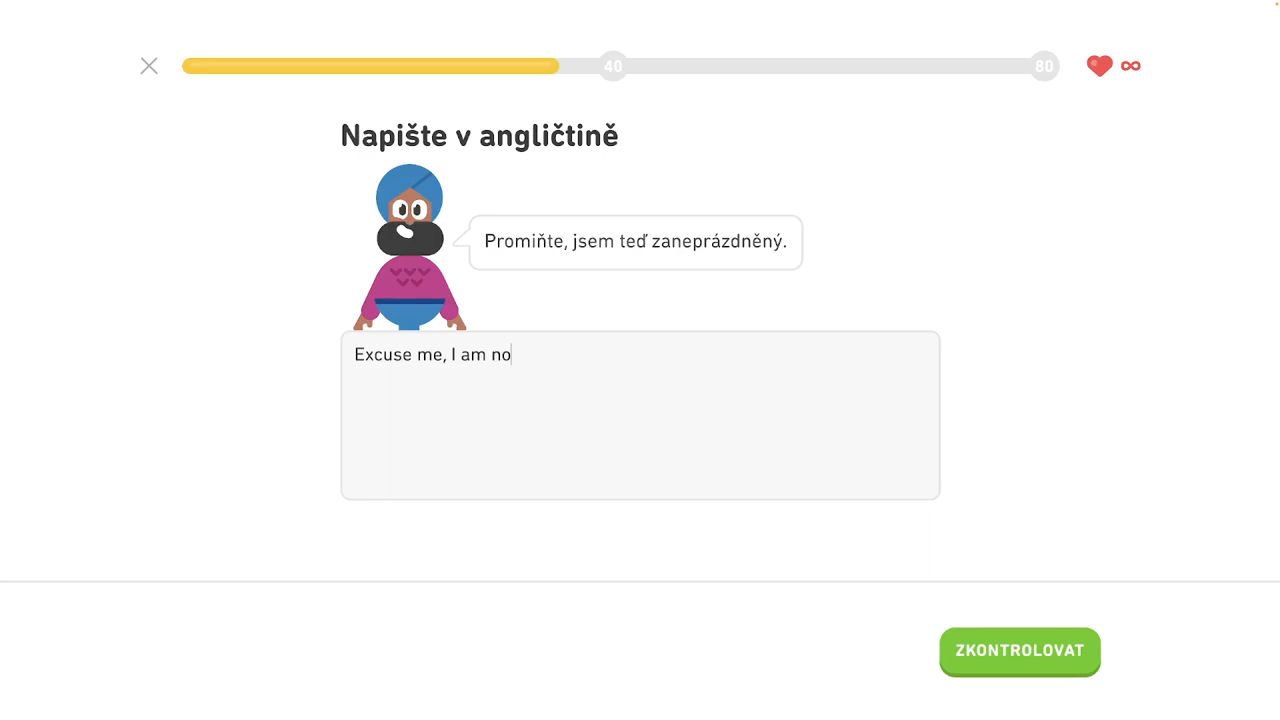 40
80
∞
Napište v angličtině
Promiňte, jsem teď zaneprázdněný.
Excuse me, I am no
ZKONTROLOVAT